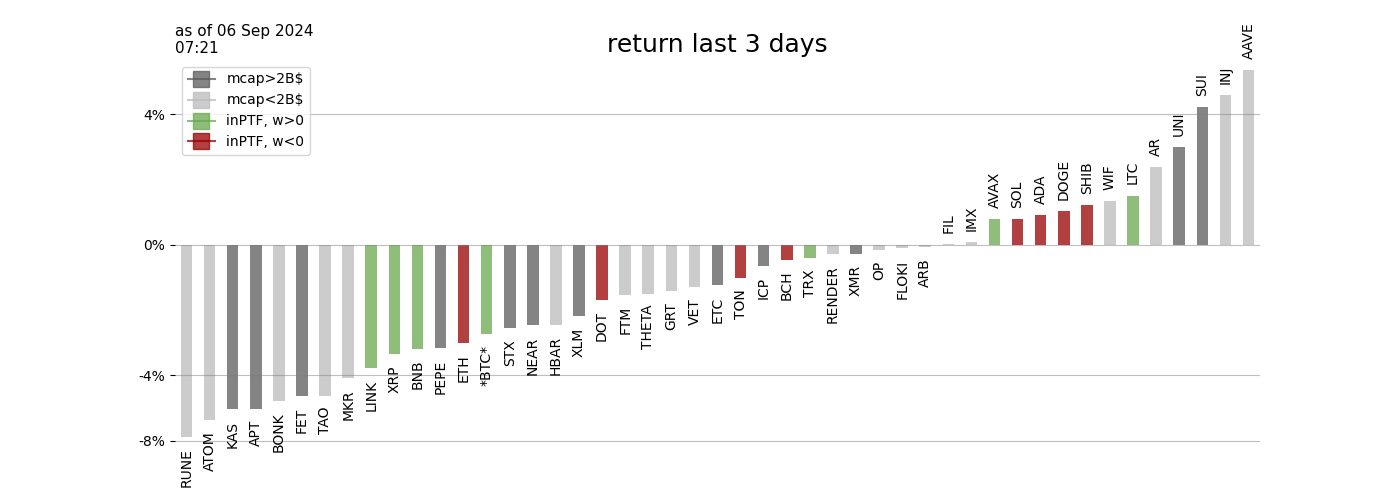 as of 06 Sep 2024
07:21
return last 3 days
mcap>2B$
mcap<2B$
inPTF, w>0
inPTF, w<0
4%
0%
-4%
-8%
RUNE
ATOM
KAS
APT
BONK
FET
TAO
MKR
LINK
XRP
BNB
PEPE
ETH
*BTC*
STX
NEAR
HBAR
XLM
DOT
FTM
THETA
GRT
VET
ETC
TON
ICP
BCH
TRX
RENDER
XMR
OP
FLOKI
ARB
FIL
IMX
AVAX
SOL
ADA
DOGE
SHIB
WIF
LTC
AR
UNI
SUI
INJ
AAVE